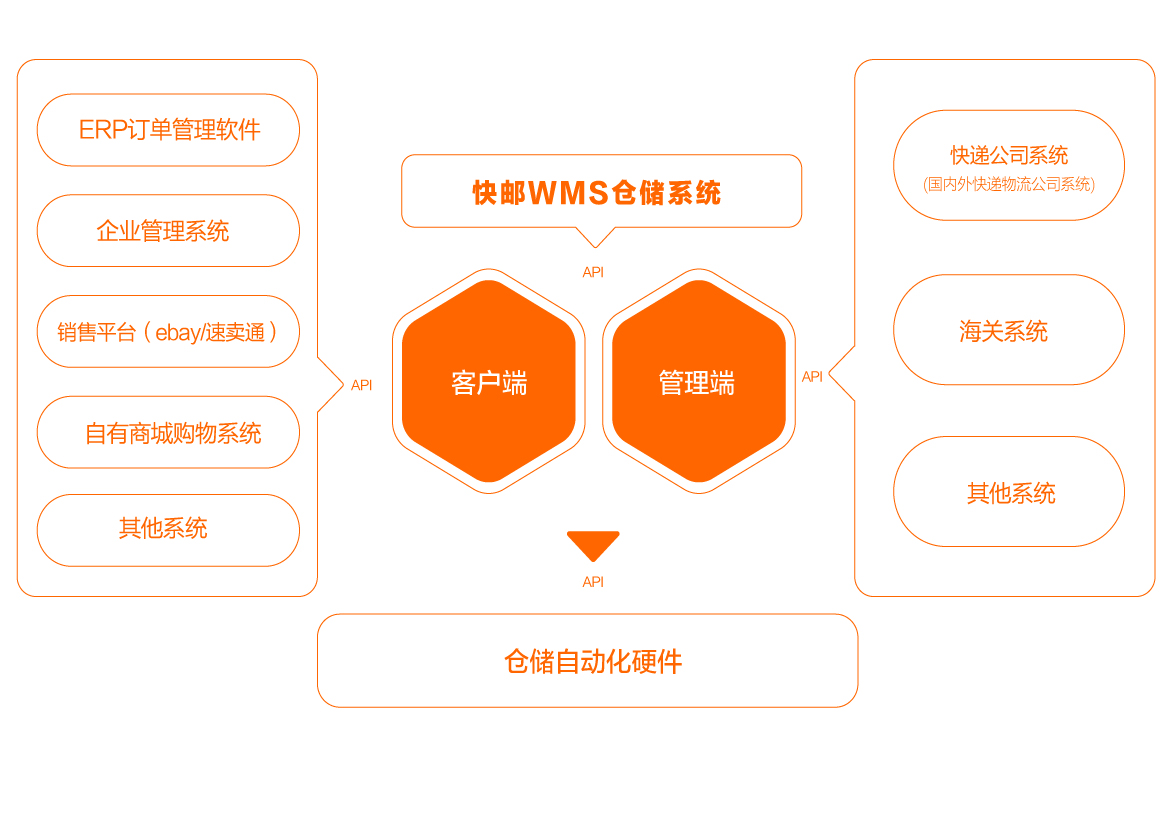 ERP订单管理软件
企业管理系统
销售平台（ebay/速卖通）
自有商城购物系统
其他系统
API
快邮WMS仓储系统
API
客户端
管理端
API
仓储自动化硬件
API
快递公司系统
(国内外快递物流公司系统)
海关系统
其他系统